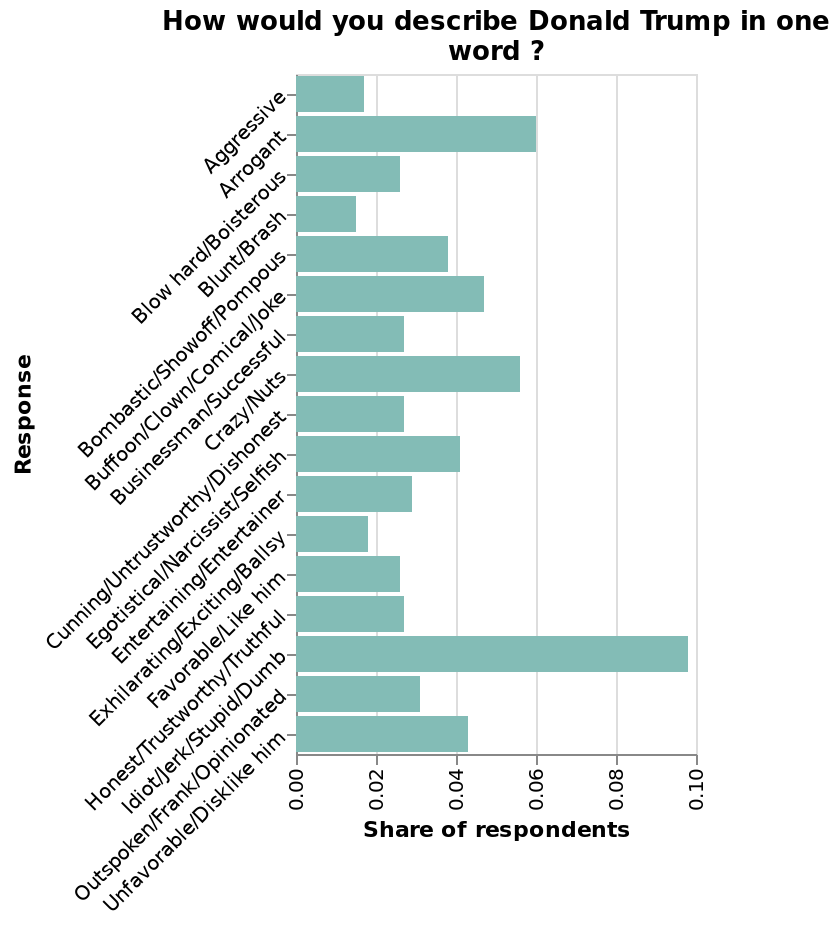 How would you describe Donald Trump in one
word ?
Response
Aggressive
Arrogant
Blow hard/Boisterous
Blunt/Brash
Bombastic/Showoff/Pompous
Buffoon/Clown/Comical/Joke
Businessman/Successful
Crazy/Nuts
Cunning/Untrustworthy/Dishonest
Egotistical/Narcissist/Selfish
Entertaining/Entertainer
Exhilarating/Exciting/Ballsy
Favorable/Like him
Honest/Trustworthy/Truthful
Idiot/Jerk/Stupid/Dumb
Outspoken/Frank/Opinionated
Unfavorable/Disklike him
0.00
0.02
0.04
0.06
0.08
0.10
Share of respondents